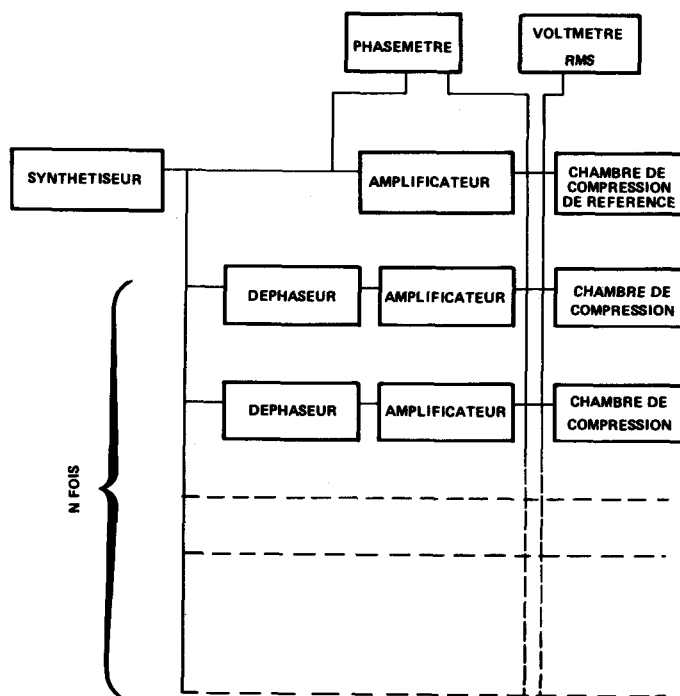 PHASEMETRE
VOLTMETRE
RMS
SYNTHETISEUR
AMPLIFICATEUR
CHAMBRE DE
COMPRESSION
DE REFERENCE
DEPHASEUR
AMPLIFICATEUR
CHAMBRE DE
COMPRESSION
DEPHASEUR
AMPLIFICATEUR
CHAMBRE DE
COMPRESSION
N FOIS